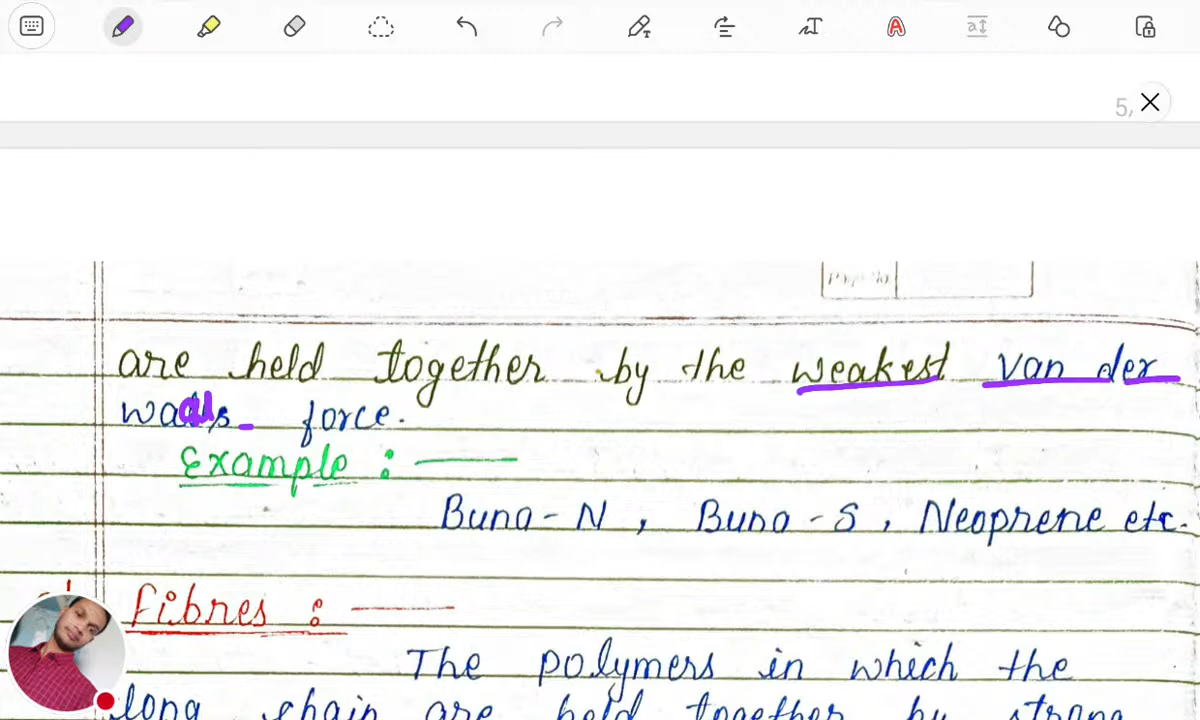 5,
are held together by the weakest van der
waals force.
Example :
Buna-N, Buna-S, Neoprene etc.
Fibres :
The polymers in which the
long chain are held together by strong